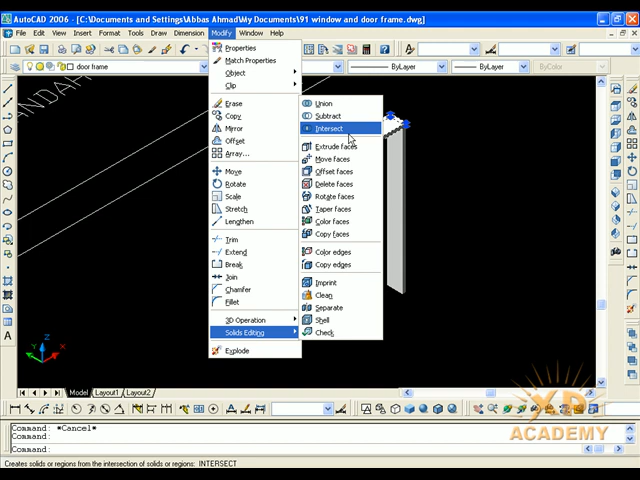 AutoCAD 2006 - [C:\Documents and Settings\Abbas Ahmad\My Documents\91 window and door frame.dwg]
File Edit View Insert Format Tools Draw Dimension Modify Window Help
door frame
ByLayer
ByLayer
ByColor
Properties
Match Properties
Object
Clip
Erase
Copy
Mirror
Offset
Array...
Move
Rotate
Scale
Stretch
Lengthen
Trim
Extend
Break
Join
Chamfer
Fillet
3D Operation
Solids Editing
Explode
Union
Subtract
Intersect
Extrude faces
Move faces
Offset faces
Delete faces
Rotate faces
Taper faces
Color faces
Copy faces
Color edges
Copy edges
Imprint
Clean
Separate
Shell
Check
Z
Y
X
Model Layout1 Layout2
XD
ACADEMY
Command: *Cancel*
Command:
Command:
Creates solids or regions from the intersection of solids or regions: INTERSECT